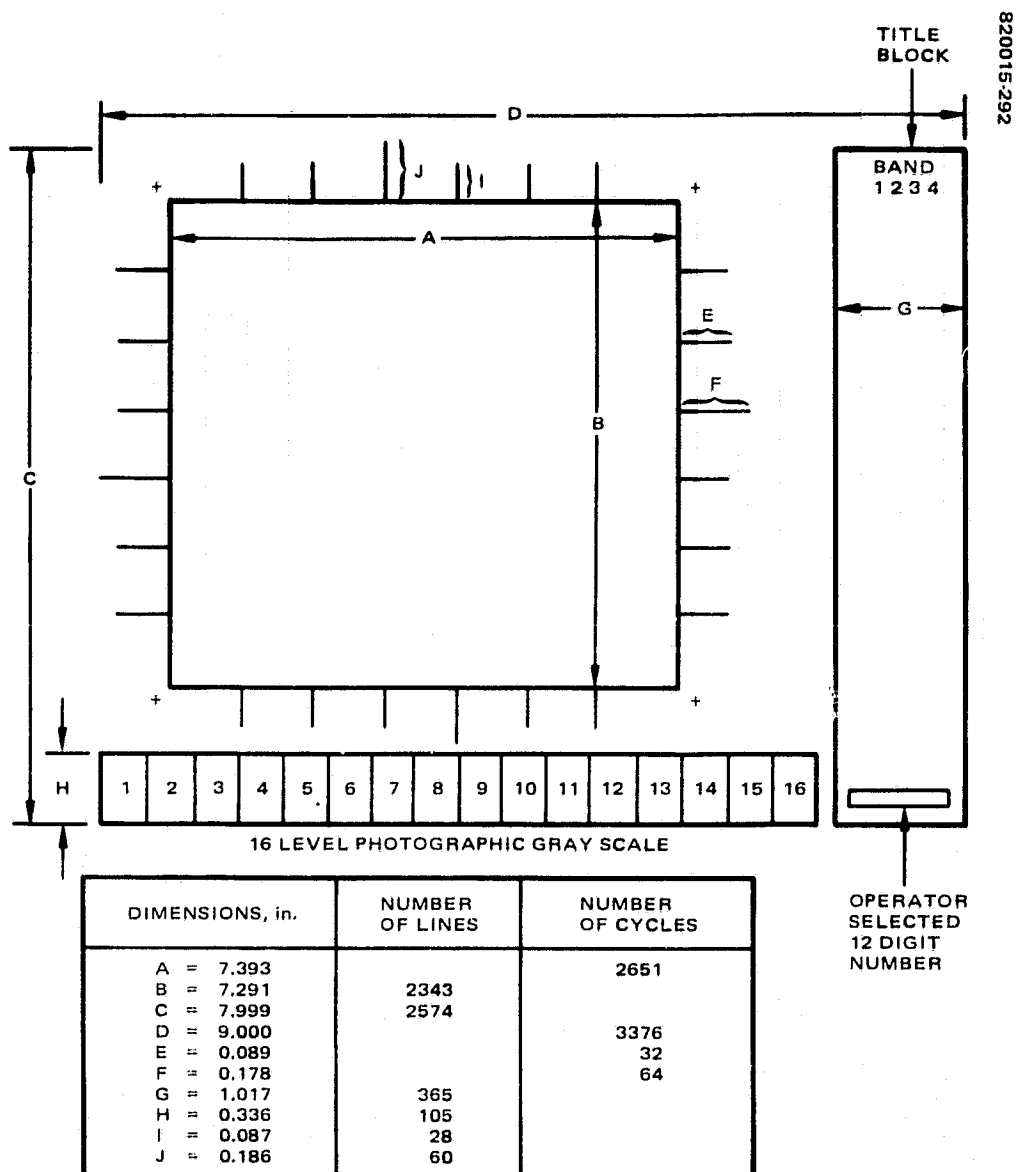 820015-292
TITLE
BLOCK
D
BAND
1 2 3 4
J
I
A
G
E
F
B
C
H
1 2 3 4 5 6 7 8 9 10 11 12 13 14 15 16
16 LEVEL PHOTOGRAPHIC GRAY SCALE
OPERATOR
SELECTED
12 DIGIT
NUMBER
DIMENSIONS, in. NUMBER OF LINES NUMBER OF CYCLES
A = 7.393 2651
B = 7.291 2343
C = 7.999 2574
D = 9.000 3376
E = 0.089 32
F = 0.178 64
G = 1.017 365
H = 0.336 105
I = 0.087 28
J = 0.186 60